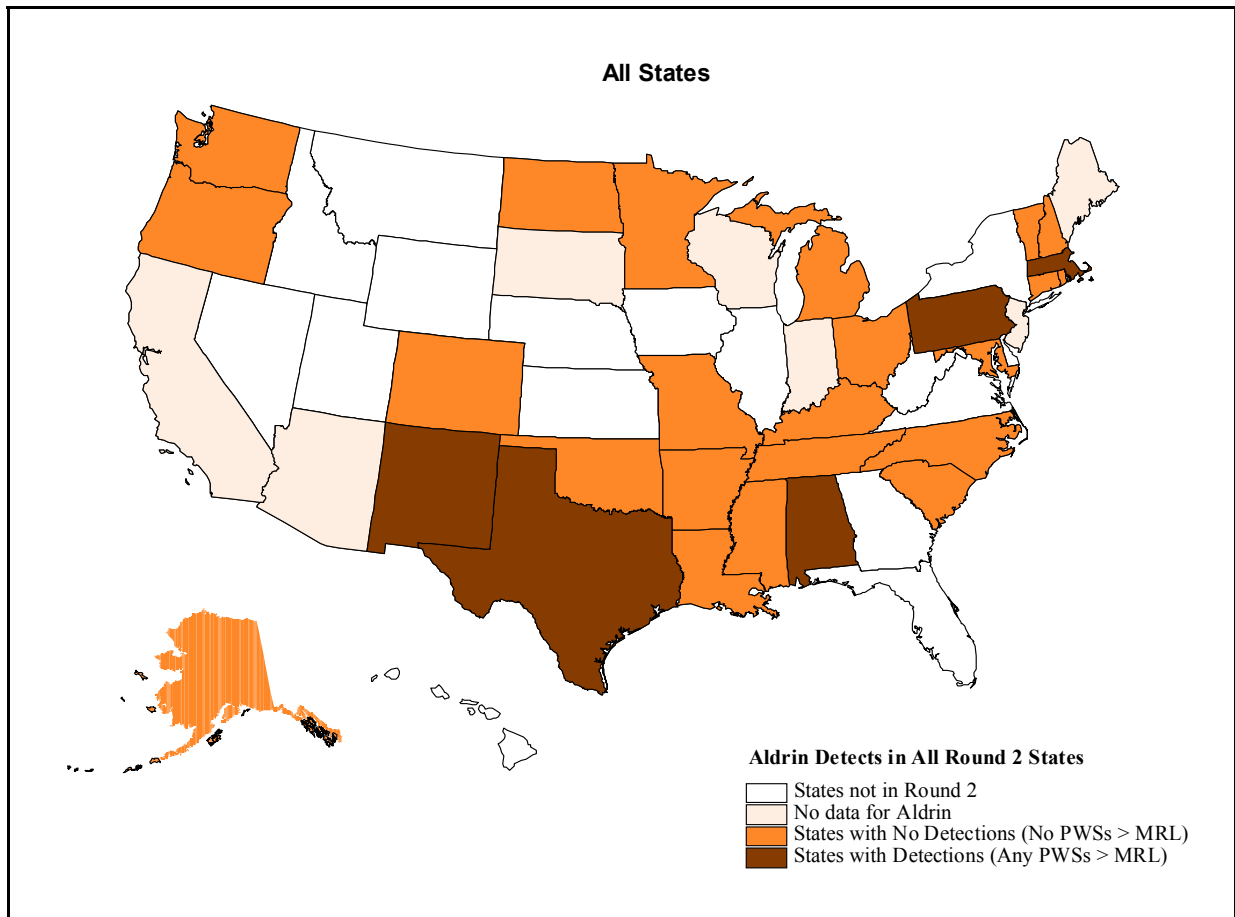 All States
Aldrin Detects in All Round 2 States
States not in Round 2
No data for Aldrin
States with No Detections (No PWSs > MRL)
States with Detections (Any PWSs > MRL)